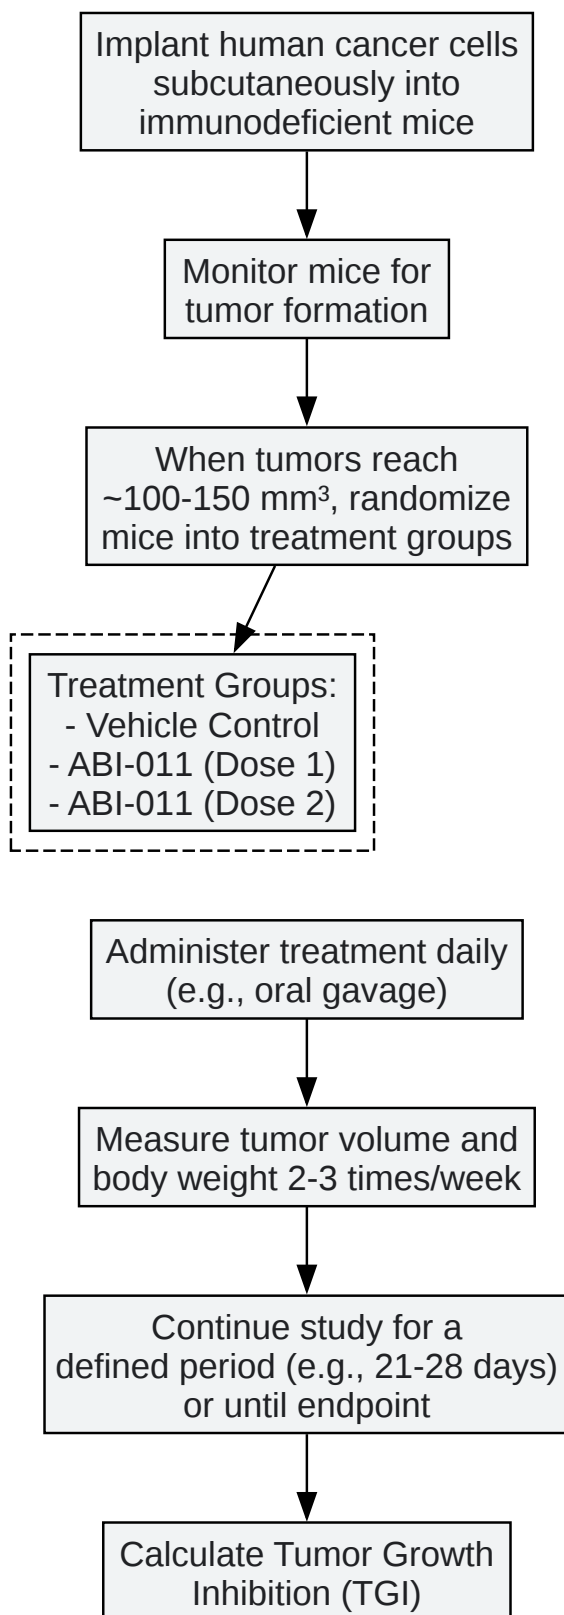 Implant human cancer cells
subcutaneously into
immunodeficient mice
Monitor mice for
tumor formation
When tumors reach
~100-150 mm³, randomize
mice into treatment groups
Treatment Groups:
- Vehicle Control
- ABI-011 (Dose 1)
- ABI-011 (Dose 2)
Administer treatment daily
(e.g., oral gavage)
Measure tumor volume and
body weight 2-3 times/week
Continue study for a
defined period (e.g., 21-28 days)
or until endpoint
Calculate Tumor Growth
Inhibition (TGI)